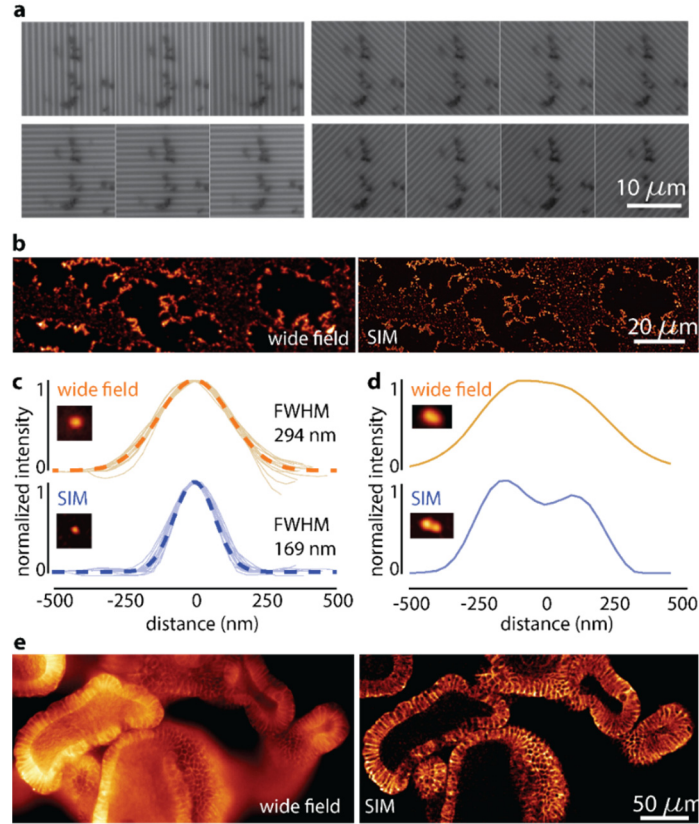 a
10 μm
b
wide field
SIM
20 μm
c
d
normalized intensity
1
0
wide field
FWHM
294 nm
1
0
SIM
FWHM
169 nm
-500 -250 0 250 500
distance (nm)
normalized intensity
1
0
wide field
1
0
SIM
-500 -250 0 250 500
distance (nm)
e
wide field
SIM
50 μm